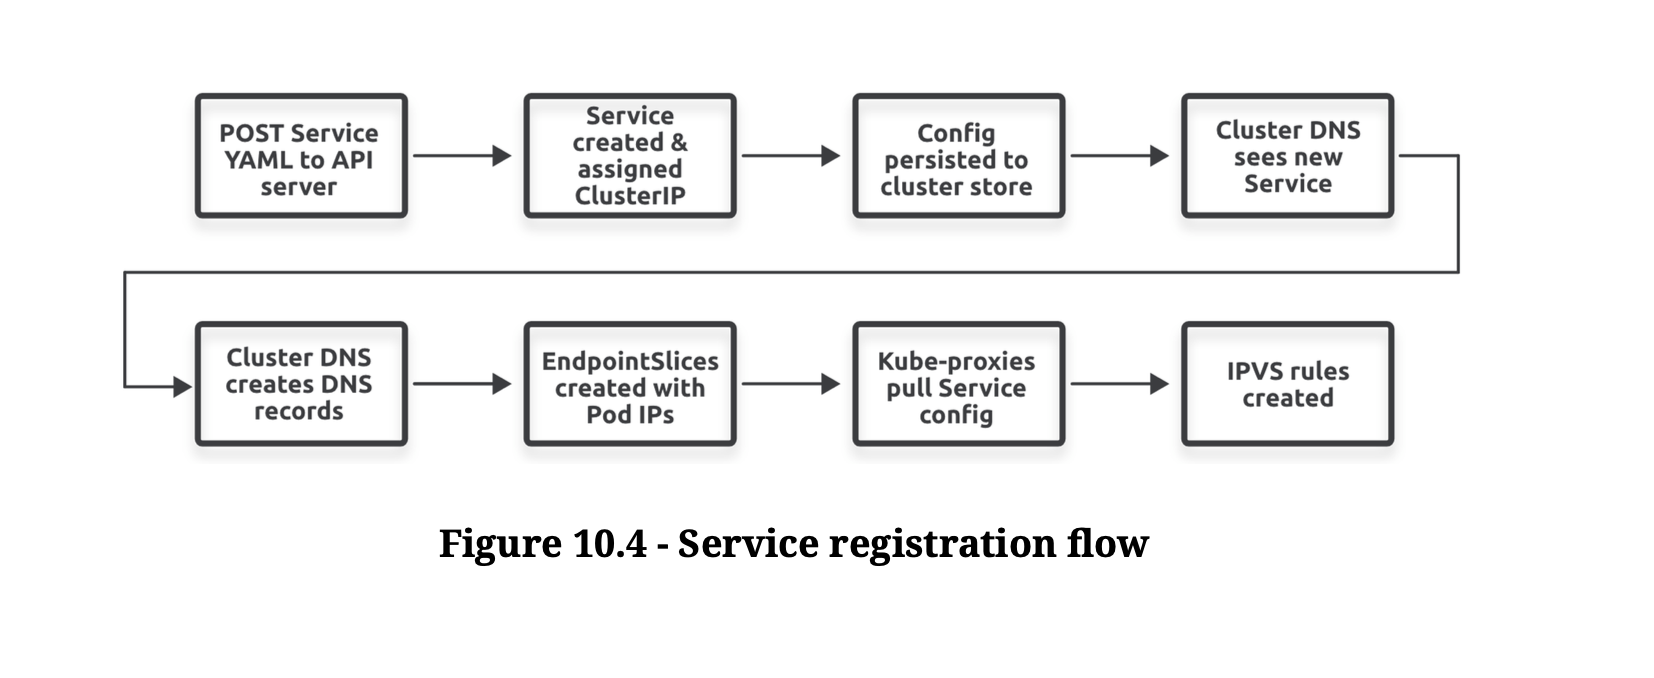 POST Service
YAML to API
server
Service
created &
assigned
ClusterIP
Config
persisted to
cluster store
Cluster DNS
sees new
Service
Cluster DNS
creates DNS
records
EndpointSlices
created with
Pod IPs
Kube-proxies
pull Service
config
IPVS rules
created
Figure 10.4 - Service registration flow